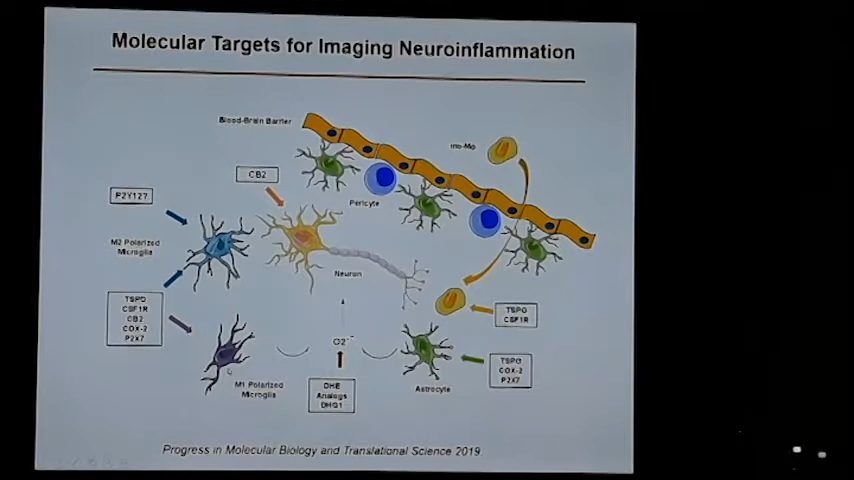 Molecular Targets for Imaging Neuroinflammation
Blood-Brain Barrier
mo-Mo
CB2
P2Y12?
Pericyte
M2 Polarized
Microglia
Neuron
TSPO
CSF1R
CB2
COX-2
P2X7
TSPO
CSF1R
O2
TSPO
COX-2
P2X7
M1 Polarized
Microglia
DHE
Analogs
DHQ1
Astrocyte
Progress in Molecular Biology and Translational Science 2019